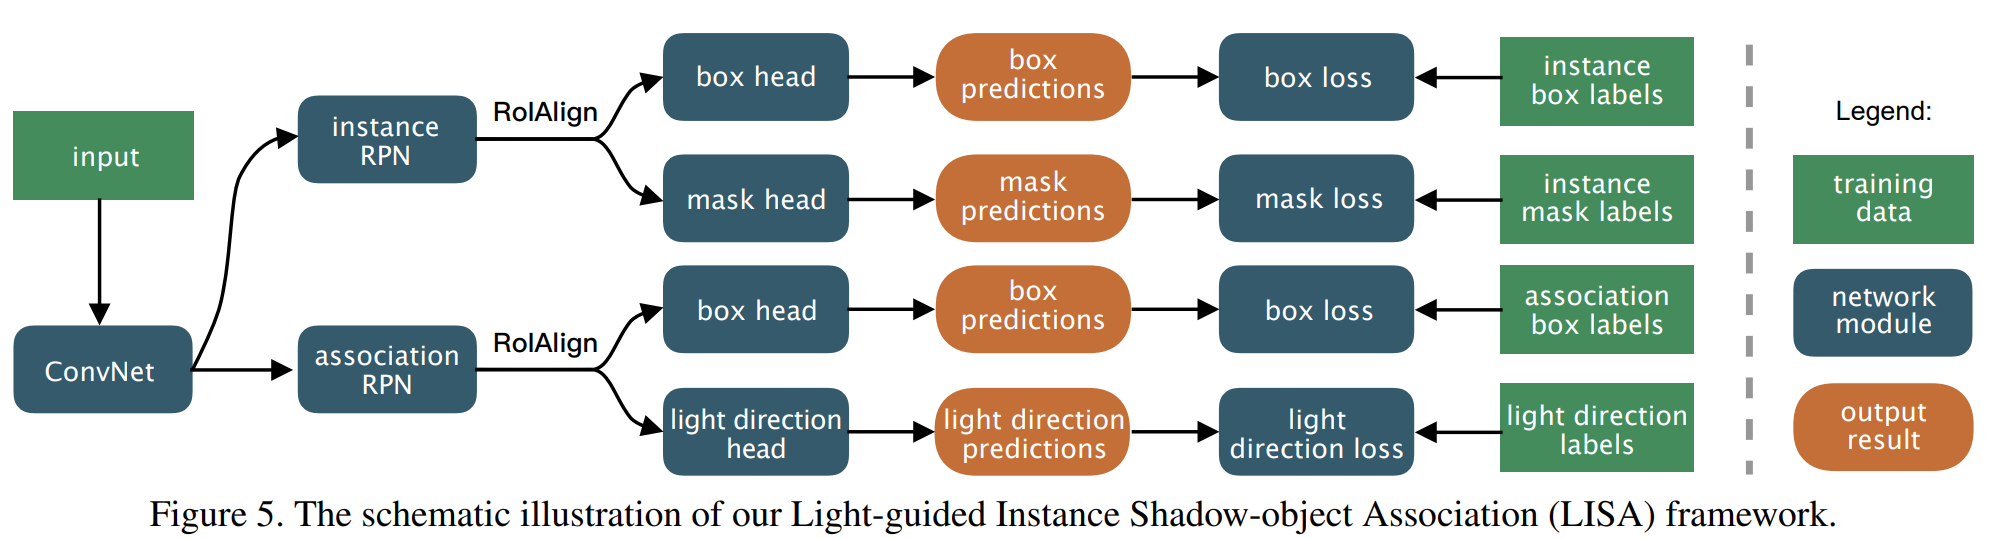 input
ConvNet
instance
RPN
association
RPN
RoIAlign
RoIAlign
box head
box
predictions
box loss
instance
box labels
mask head
mask
predictions
mask loss
instance
mask labels
box head
box
predictions
box loss
association
box labels
light direction
head
light direction
predictions
light
direction loss
light direction
labels
Legend:
training
data
network
module
output
result
Figure 5. The schematic illustration of our Light-guided Instance Shadow-object Association (LISA) framework.